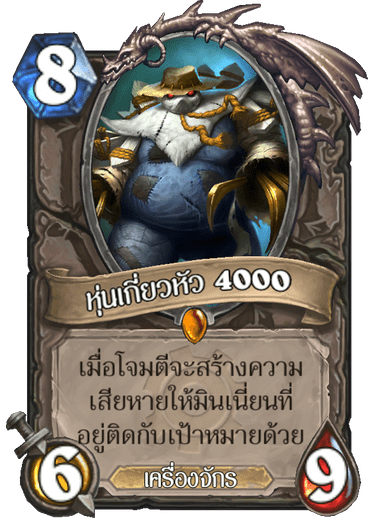 8
หุ่นเกี่ยวหัว 4000
เมื่อโจมตีจะสร้างความ
เสียหายให้มินเนี่ยนที่
อยู่ติดกับเป้าหมายด้วย
6
เครื่องจักร
9